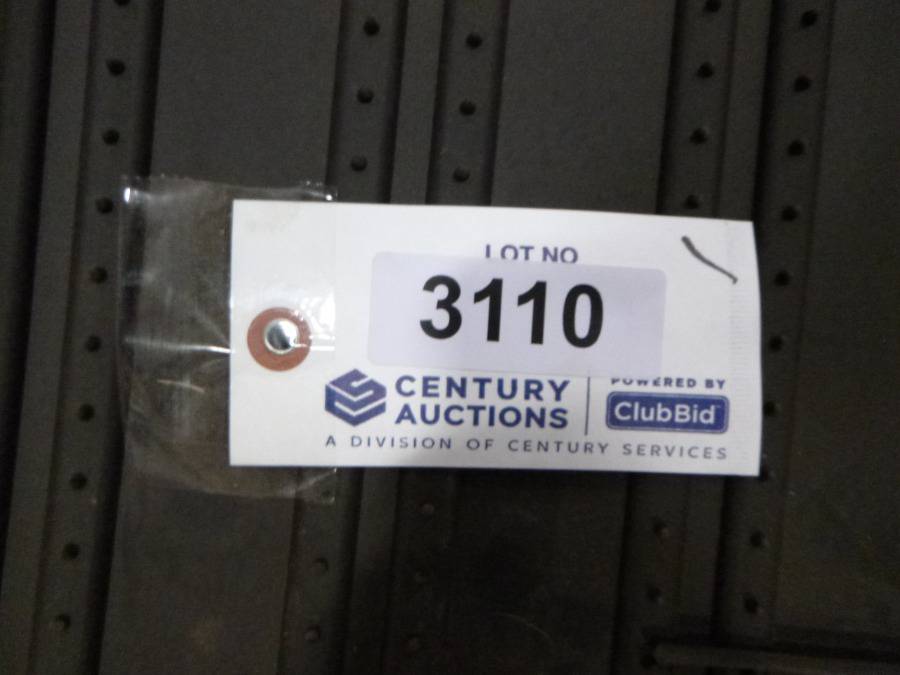 LOT NO
3110
CENTURY
AUCTIONS
POWERED BY
ClubBid
A DIVISION OF CENTURY SERVICES